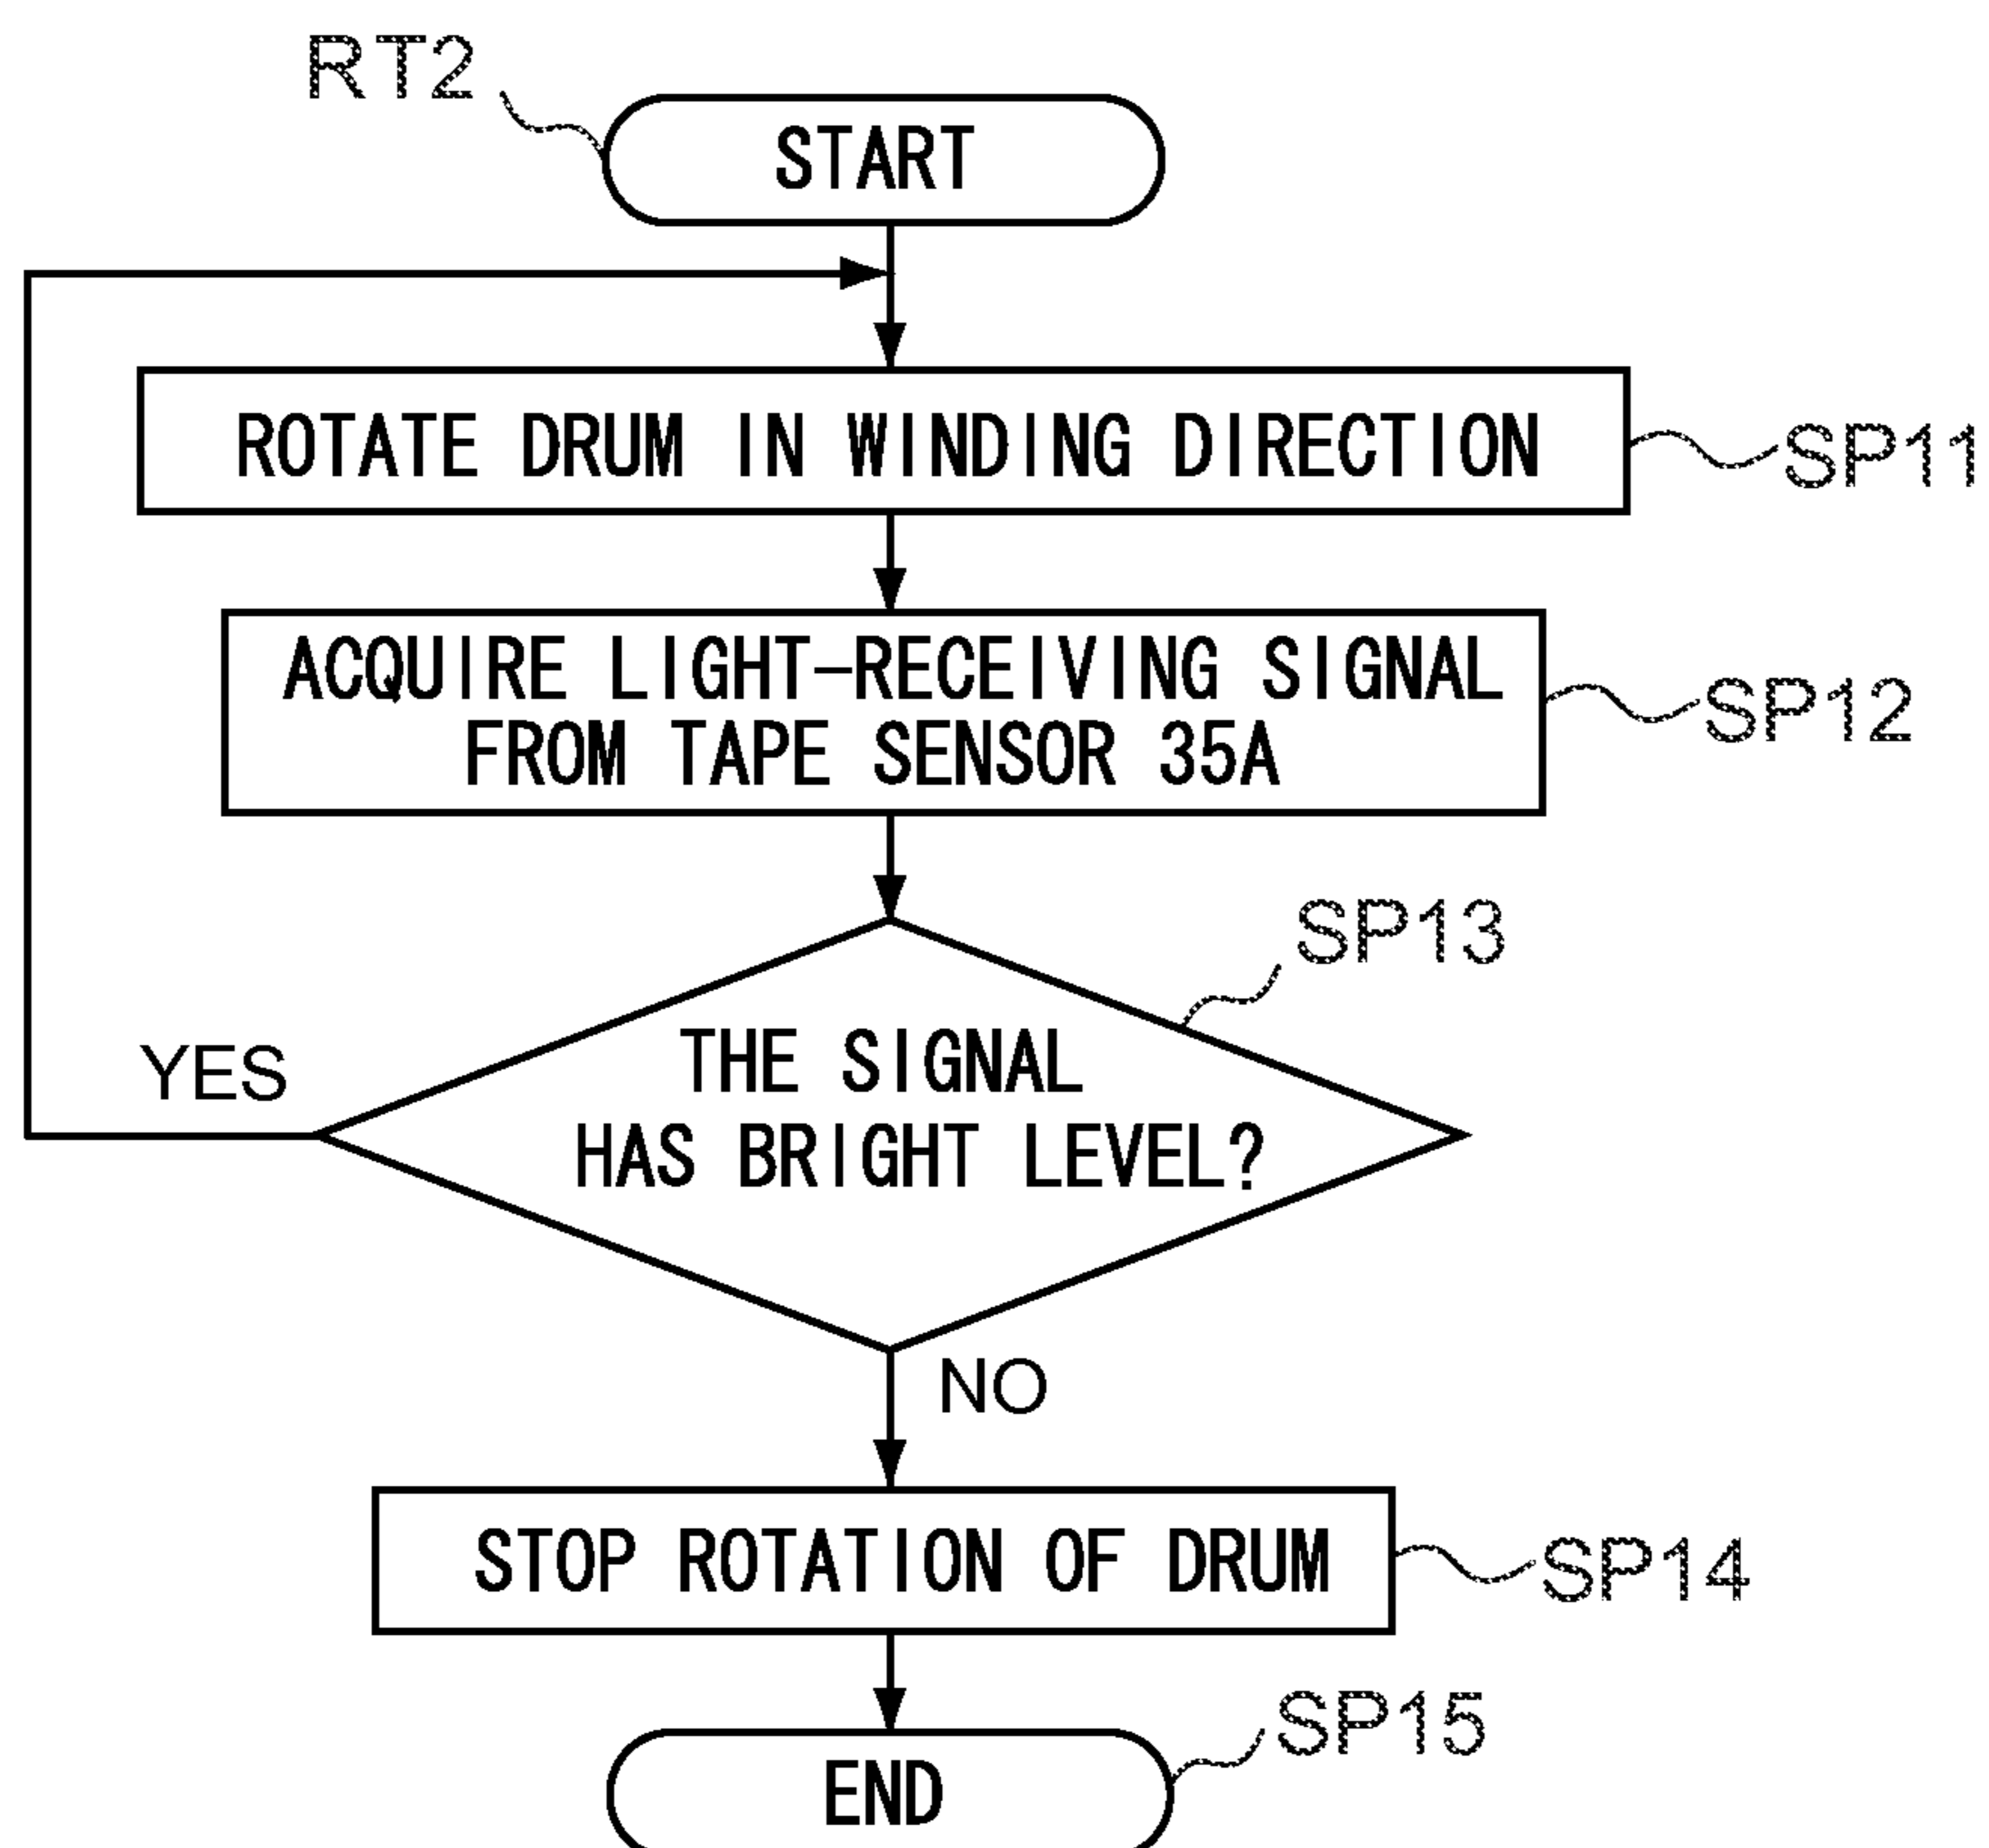 RT2
START
ROTATE DRUM IN WINDING DIRECTION
SP11
ACQUIRE LIGHT-RECEIVING SIGNAL
FROM TAPE SENSOR 35A
SP12
SP13
THE SIGNAL
HAS BRIGHT LEVEL?
YES
NO
STOP ROTATION OF DRUM
SP14
SP15
END